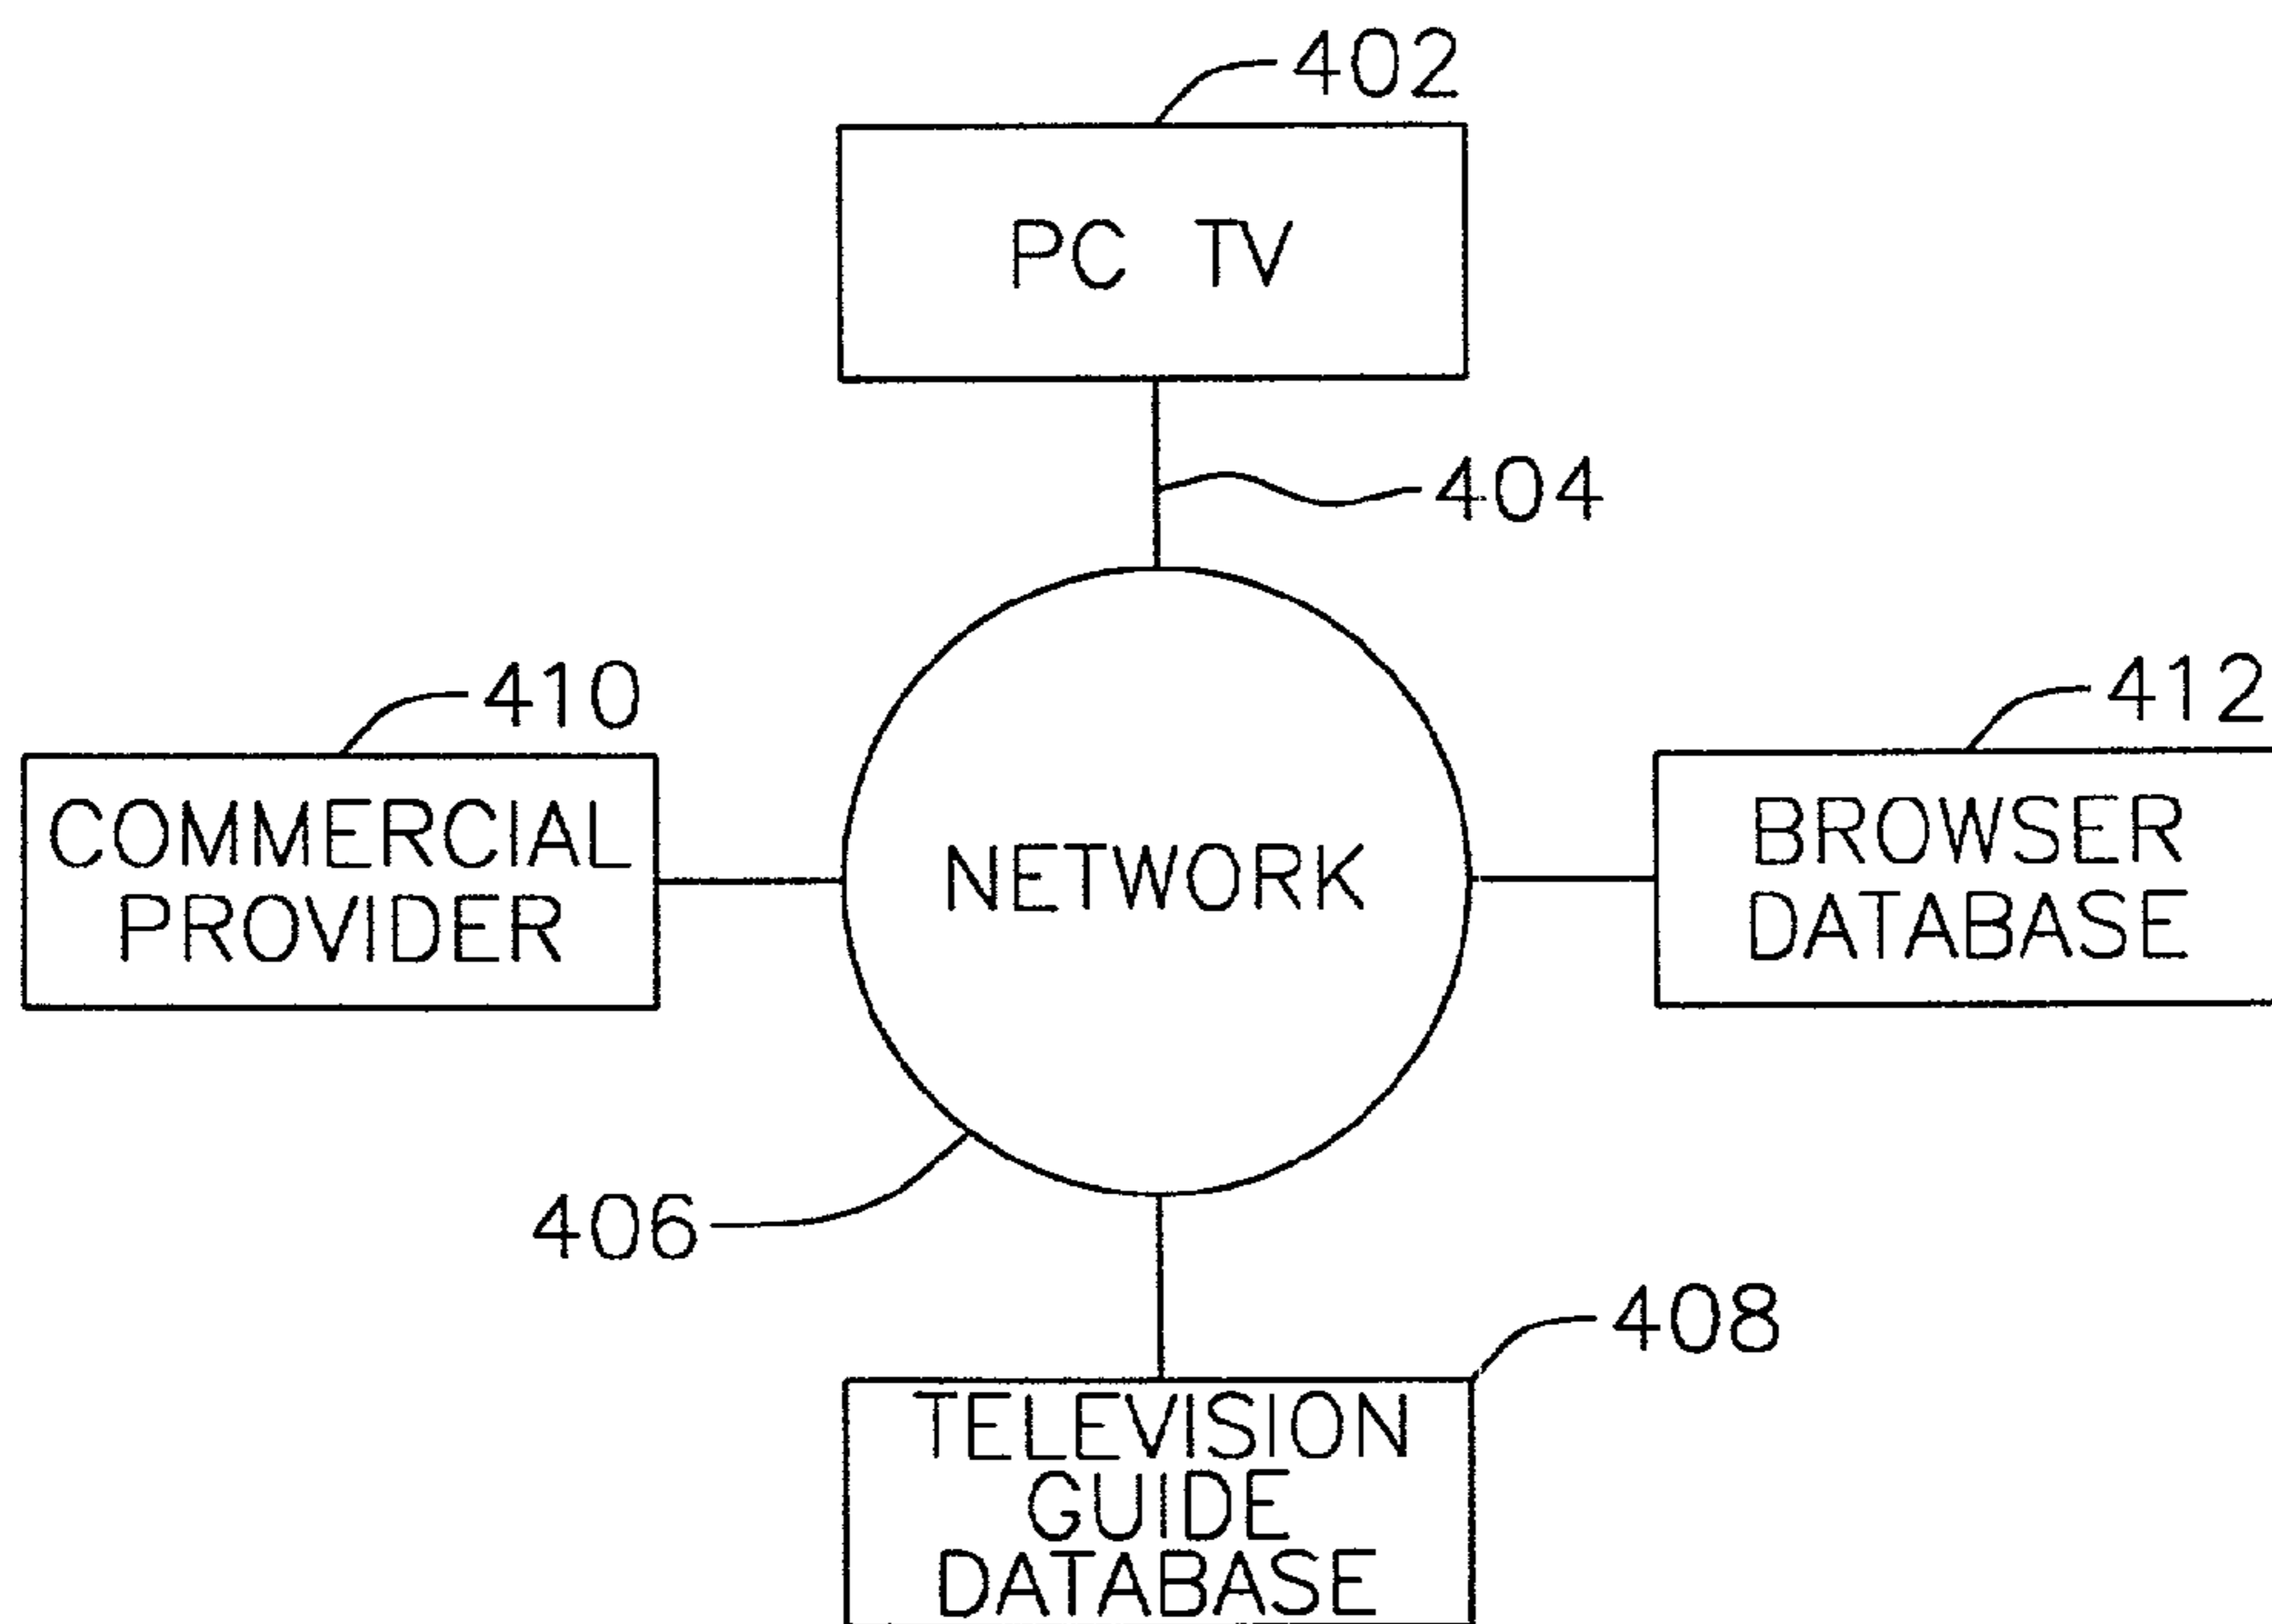 402
PC TV
404
410
412
COMMERCIAL
PROVIDER
NETWORK
BROWSER
DATABASE
406
408
TELEVISION
GUIDE
DATABASE